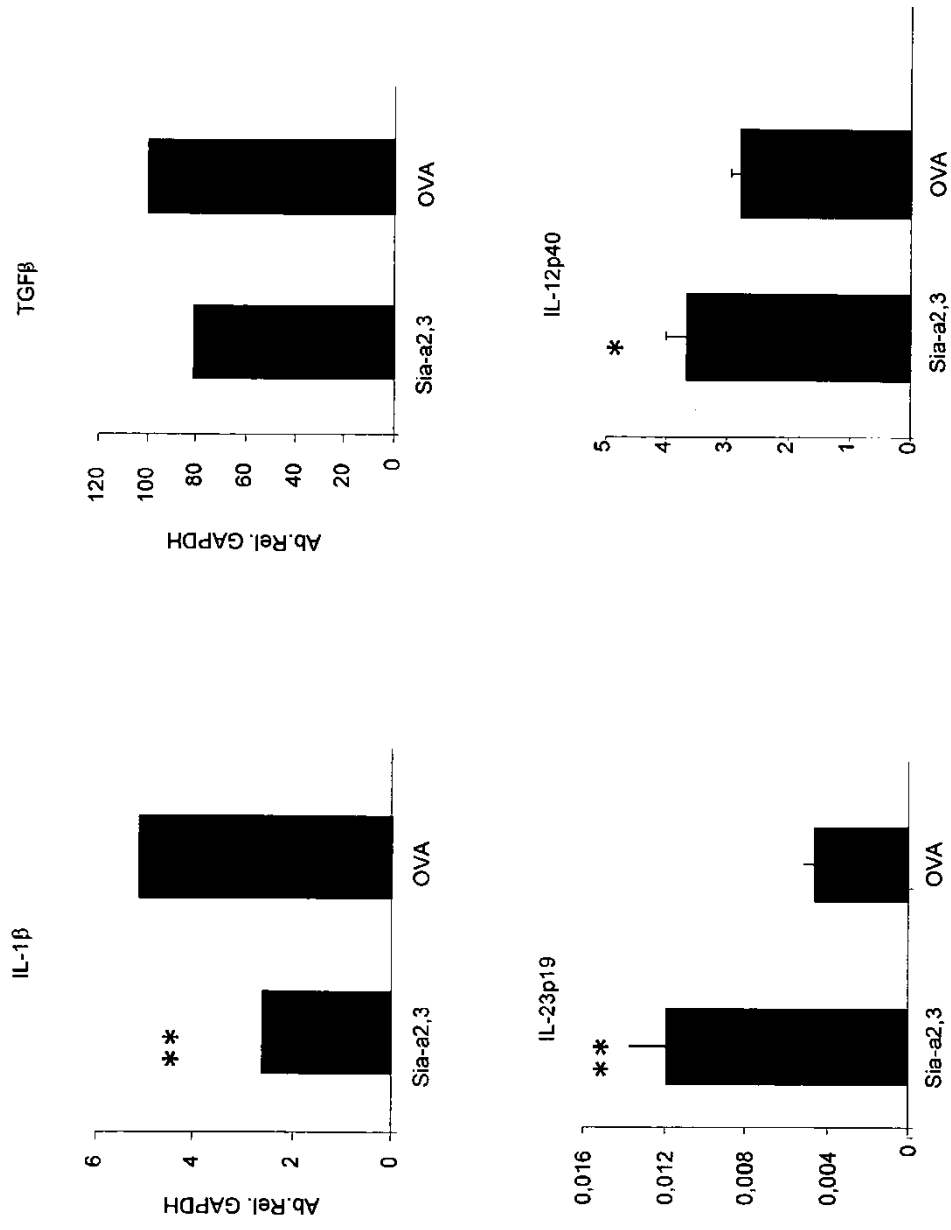 IL-1β
Ab.Rel. GAPDH
6
4
2
0
**
Sia-a2,3
OVA
TGFβ
Ab.Rel. GAPDH
120
100
80
60
40
20
0
Sia-a2,3
OVA
IL-23p19
0,016
0,012
0,008
0,004
0
**
Sia-a2,3
OVA
IL-12p40
5
4
3
2
1
0
*
Sia-a2,3
OVA